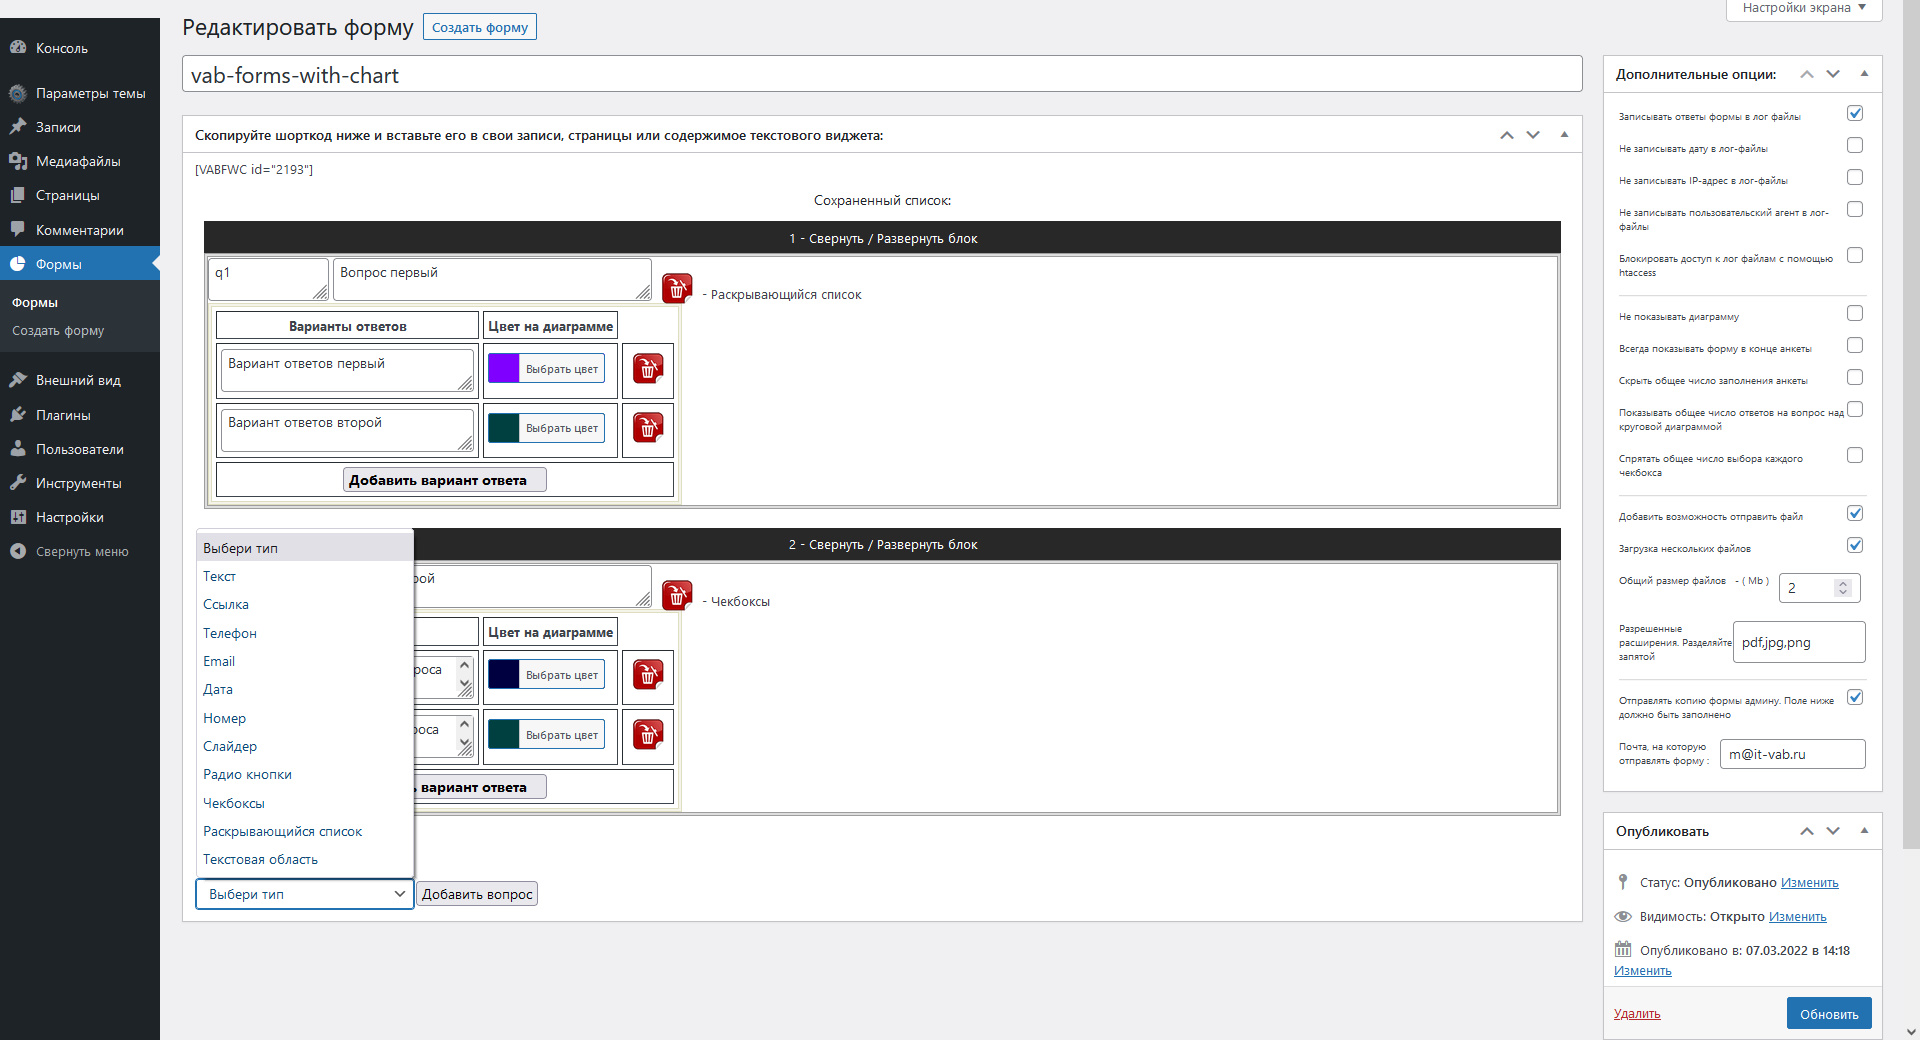 Настройки экрана
Редактировать форму
Создать форму
Консоль
Параметры темы
Записи
Медиафайлы
Страницы
Комментарии
Формы
Формы
Создать форму
Внешний вид
Плагины
Пользователи
Инструменты
Настройки
Свернуть меню
vab-forms-with-chart
Скопируйте шорткод ниже и вставьте его в свои записи, страницы или содержимое текстового виджета:
[VABFWC id="2193"]
Сохраненный список:
1 - Свернуть / Развернуть блок
q1
Вопрос первый
- Раскрывающийся список
Варианты ответов
Цвет на диаграмме
Вариант ответов первый
Выбрать цвет
Вариант ответов второй
Выбрать цвет
Добавить вариант ответа
2 - Свернуть / Развернуть блок
рой
- Чекбоксы
Цвет на диаграмме
роса
Выбрать цвет
роса
Выбрать цвет
вариант ответа
Выбери тип
Текст
Ссылка
Телефон
Email
Дата
Номер
Слайдер
Радио кнопки
Чекбоксы
Раскрывающийся список
Текстовая область
Выбери тип
Добавить вопрос
Дополнительные опции:
Записывать ответы формы в лог файлы
Не записывать дату в лог-файлы
Не записывать IP-адрес в лог-файлы
Не записывать пользовательский агент в лог-
файлы
Блокировать доступ к лог файлам с помощью
htaccess
Не показывать диаграмму
Всегда показывать форму в конце анкеты
Скрыть общее число заполнения анкеты
Показывать общее число ответов на вопрос над
круговой диаграммой
Спрятать общее число выбора каждого
чекбокса
Добавить возможность отправить файл
Загрузка нескольких файлов
Общий размер файлов - ( Mb )
2
Разрешенные
расширения. Разделяйте
запятой
pdf,jpg,png
Отправлять копию формы админу. Поле ниже
должно быть заполнено
Почта, на которую
отправлять форму :
m@it-vab.ru
Опубликовать
Статус: Опубликовано Изменить
Видимость: Открыто Изменить
Опубликовано в: 07.03.2022 в 14:18
Изменить
Удалить
Обновить